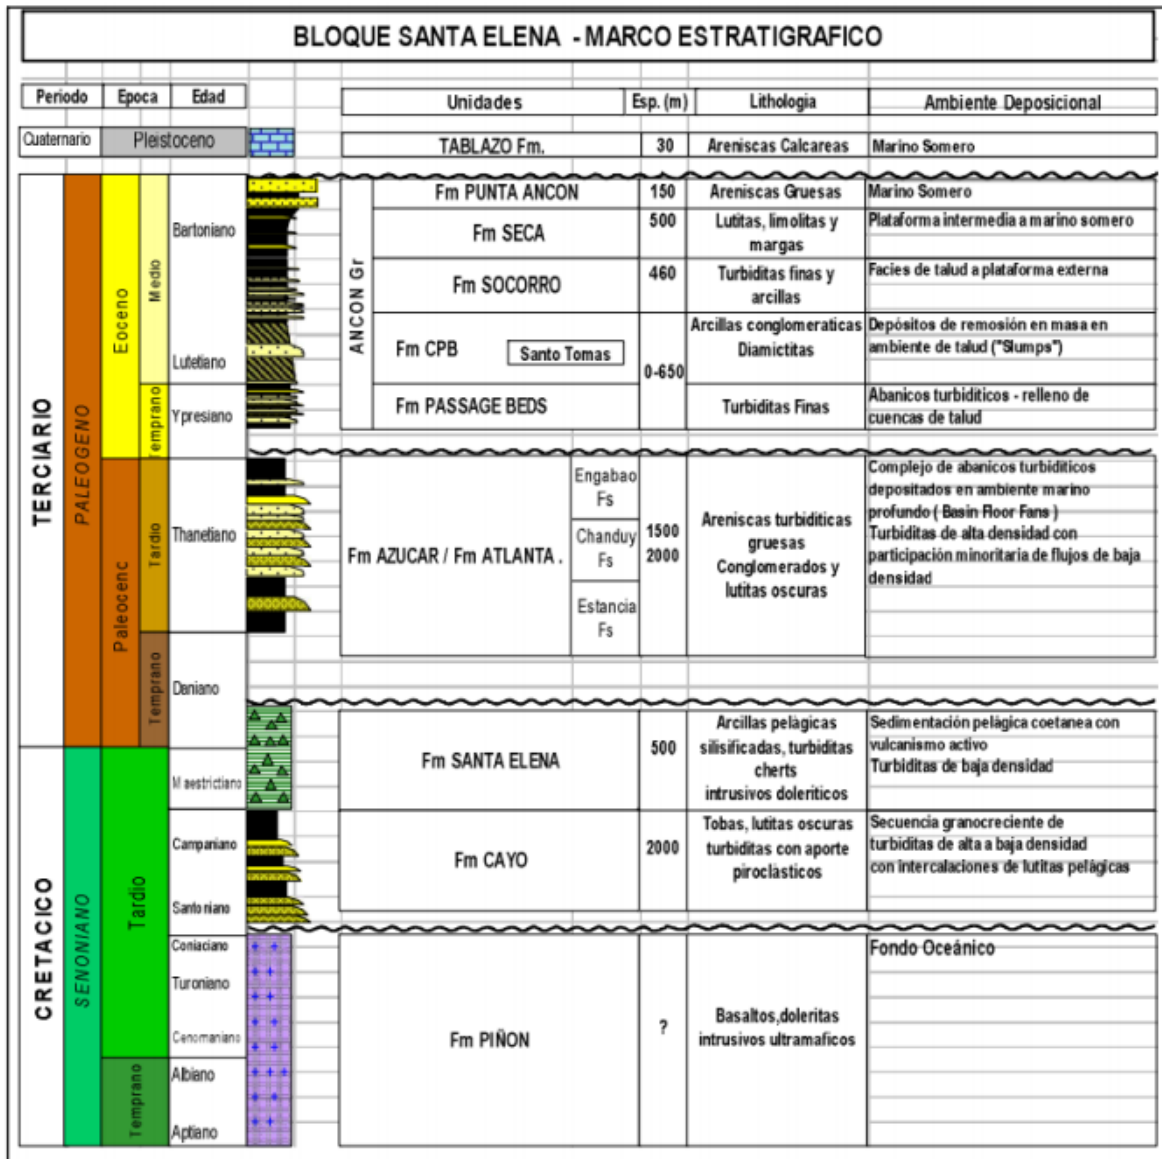 BLOQUE SANTA ELENA - MARCO ESTRATIGRAFICO
Periodo Epoca Edad Unidades Esp. (m) Lithologia Ambiente Deposicional
Cuaternario Pleistoceno TABLAZO Fm. 30 Areniscas Calcareas Marino Somero
TERCIARIO
PALEOGENO
Eoceno
Medio
Bartoniano
Lutetiano
Temprano
Ypresiano
Paleocenc
Tardio
Thanetiano
Temprano
Daniano
CRETACICO
SENONIANO
Tardio
Maestrictiano
Campaniano
Santoniano
Coniaciano
Turoniano
Cenomaniano
Temprano
Albiano
Aptiano
ANCON Gr
Fm PUNTA ANCON 150 Areniscas Gruesas Marino Somero
Fm SECA 500
Lutitas, limolitas y
margas
Plataforma intermedia a marino somero
Fm SOCORRO 460
Turbiditas finas y
arcillas
Facies de talud a plataforma externa
Fm CPB Santo Tomas
0-650
Arcillas conglomeraticas
Diamictitas
Depósitos de remosión en masa en
ambiente de talud ("Slumps")
Fm PASSAGE BEDS
Turbiditas Finas
Abanicos turbidíticos - relleno de
cuencas de talud
Fm AZUCAR / Fm ATLANTA .
Engabao
Fs
Chanduy
Fs
Estancia
Fs
1500
2000
Areniscas turbidíticas
gruesas
Conglomerados y
lutitas oscuras
Complejo de abanicos turbidíticos
depositados en ambiente marino
profundo ( Basin Floor Fans )
Turbiditas de alta densidad con
participación minoritaria de flujos de baja
densidad
Fm SANTA ELENA
500
Arcillas pelágicas
silisificadas, turbiditas
cherts
intrusivos doleríticos
Sedimentación pelágica coetanea con
vulcanismo activo
Turbiditas de baja densidad
Fm CAYO
2000
Tobas, lutitas oscuras
turbiditas con aporte
piroclàsticos
Secuencia granocreciente de
turbiditas de alta a baja densidad
con intercalaciones de lutitas pelágicas
Fm PIÑON
?
Basaltos,doleritas
intrusivos ultramaficos
Fondo Oceánico